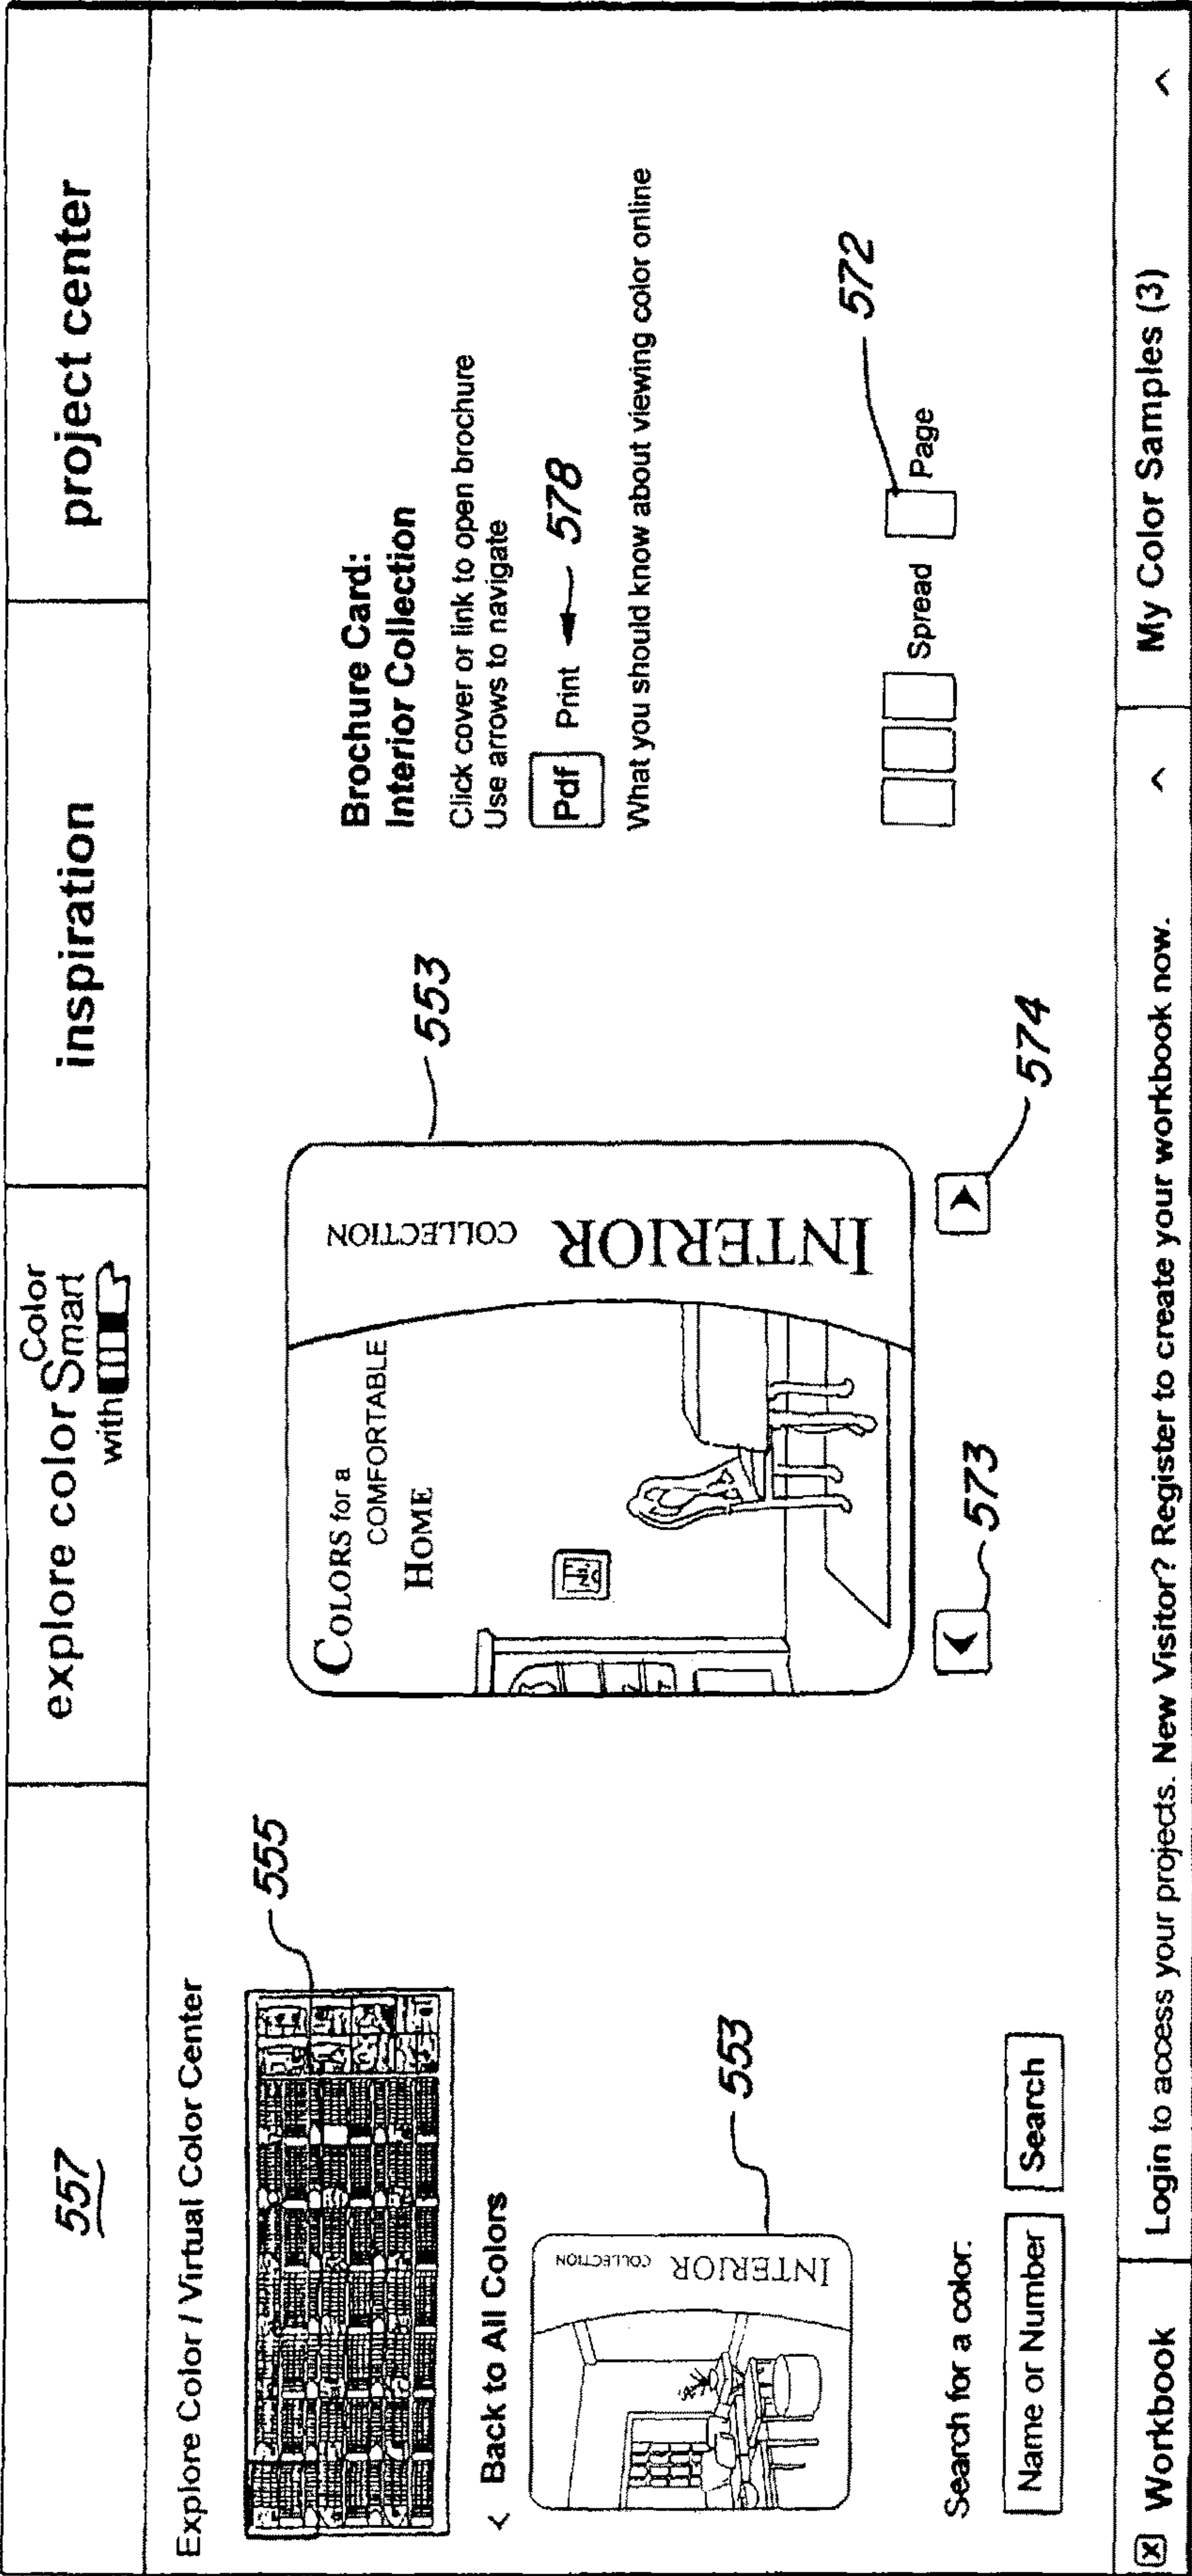 557
explore color
with
Color
Smart
inspiration
project center
Explore Color / Virtual Color Center
555
< Back to All Colors
INTERIOR
COLLECTION
553
Search for a color:
Name or Number
Search
COLORS for a
COMFORTABLE
HOME
INTERIOR
COLLECTION
553
573
574
Brochure Card:
Interior Collection
Click cover or link to open brochure
Use arrows to navigate
Pdf
Print
578
What you should know about viewing color online
Spread
Page
572
x Workbook
Login to access your projects. New Visitor? Register to create your workbook now. ^
My Color Samples (3) ^